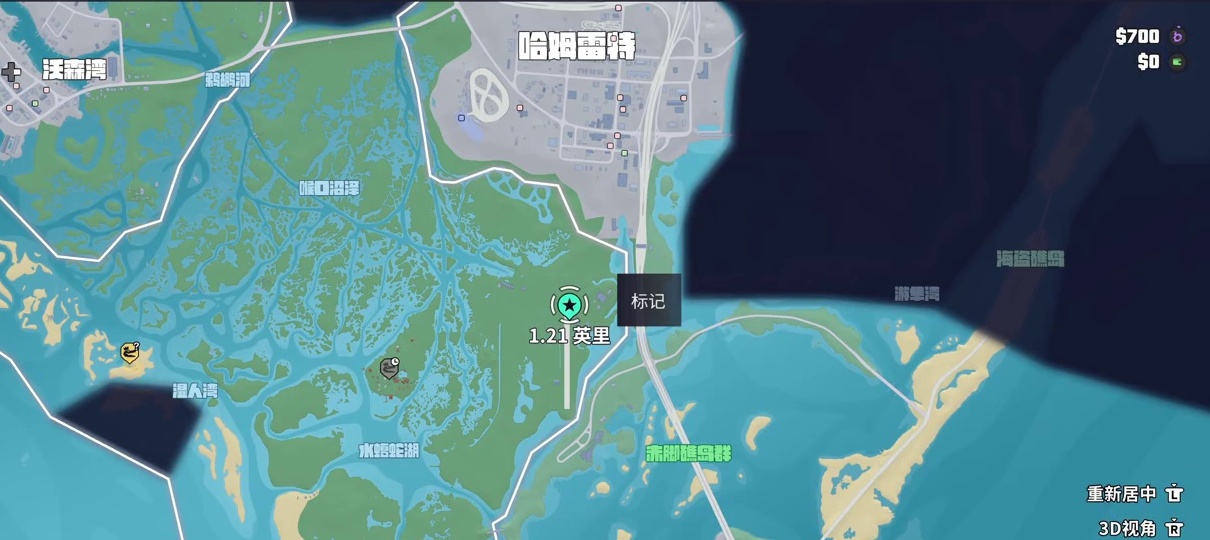 哈姆雷特
$700
$0
沃森湾
鹈鹕河
喉口沼泽
海盗礁岛
游隼湾
标记
1.21 英里
湿人湾
水蝮蛇湖
赤脚礁岛群
重新居中
3D视角